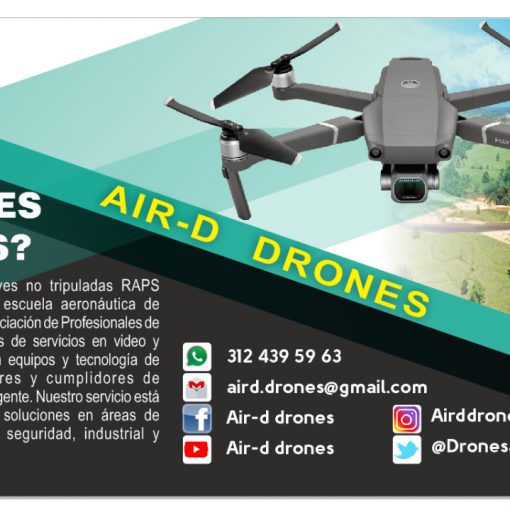 ES
S?
AIR-D DRONES
ves no tripuladas RAPS
escuela aeronáutica de
ciación de Profesionales de
s de servicios en video y
equipos y tecnología de
res y cumplidores de
gente. Nuestro servicio está
soluciones en áreas de
seguridad, industrial y
312 439 59 63
aird.drones@gmail.com
Air-d drones
Airddron
Air-d drones
@Drones